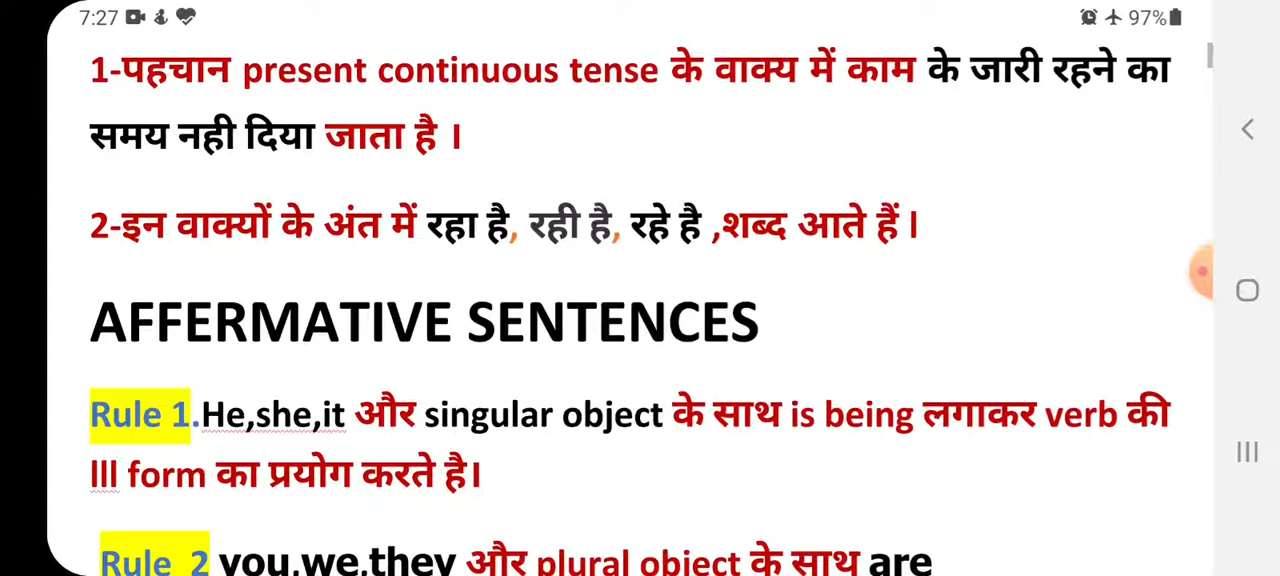 7:27 97%
1-पहचान present continuous tense के वाक्य में काम के जारी रहने का
समय नही दिया जाता है ।
2-इन वाक्यों के अंत में रहा है, रही है, रहे है ,शब्द आते हैं ।
AFFERMATIVE SENTENCES
Rule 1.He,she,it और singular object के साथ is being लगाकर verb की
III form का प्रयोग करते है।
Rule 2 you,we,they और plural object के साथ are